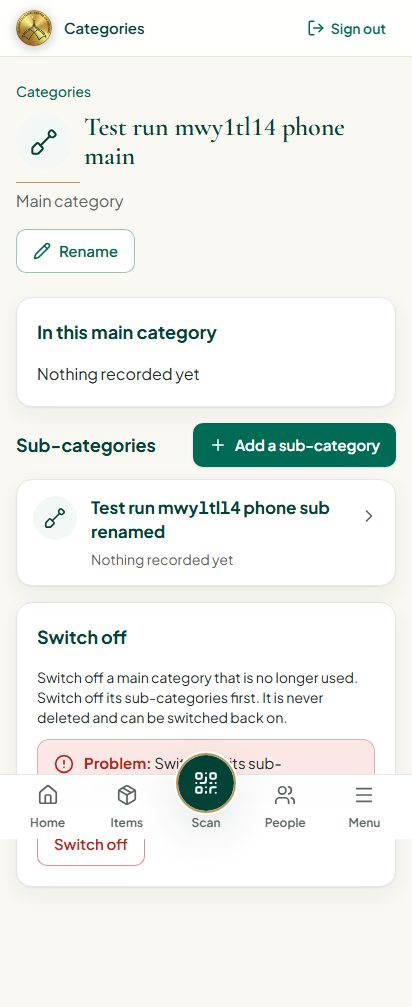 Categories
Sign out
Categories
Test run mwy1tl14 phone
main
Main category
Rename
In this main category
Nothing recorded yet
Sub-categories
Add a sub-category
Test run mwy1tl14 phone sub
renamed
Nothing recorded yet
Switch off
Switch off a main category that is no longer used.
Switch off its sub-categories first. It is never
deleted and can be switched back on.
Problem: its sub-
Home
Items
Scan
People
Menu
Switch off